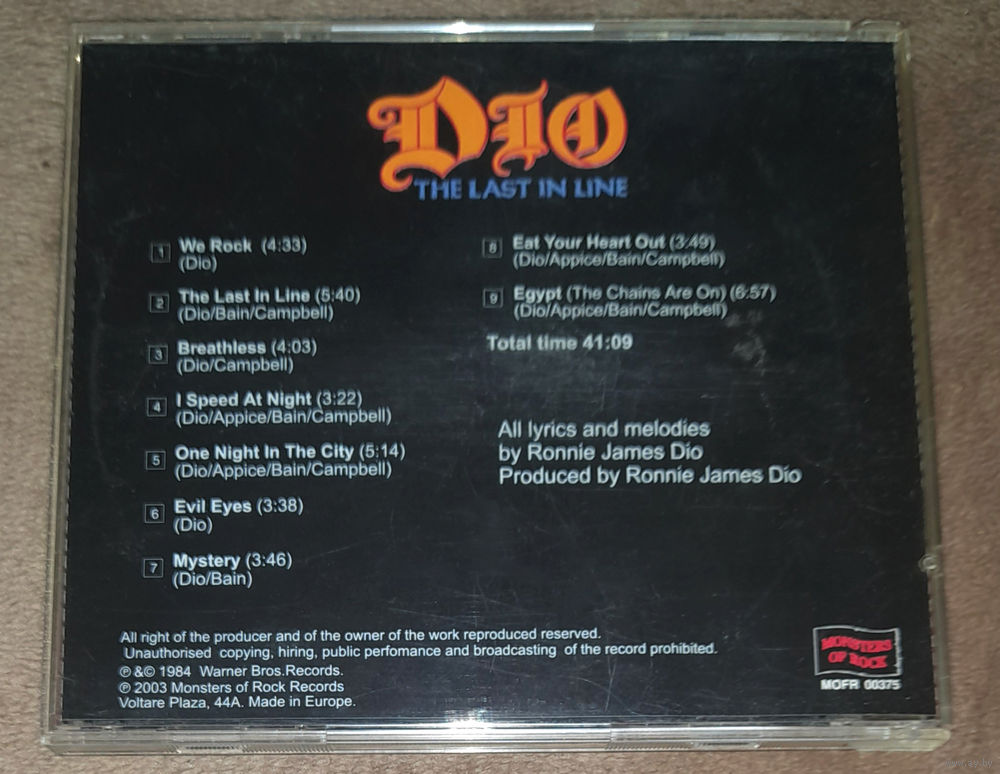 DIO
THE LAST IN LINE
1 We Rock (4:33)
(Dio)
2 The Last In Line (5:40)
(Dio/Bain/Campbell)
3 Breathless (4:03)
(Dio/Campbell)
4 I Speed At Night (3:22)
(Dio/Appice/Bain/Campbell)
5 One Night In The City (5:14)
(Dio/Appice/Bain/Campbell)
6 Evil Eyes (3:38)
(Dio)
7 Mystery (3:46)
(Dio/Bain)
8 Eat Your Heart Out (3:49)
(Dio/Appice/Bain/Campbell)
9 Egypt (The Chains Are On) (6:57)
(Dio/Appice/Bain/Campbell)
Total time 41:09
All lyrics and melodies
by Ronnie James Dio
Produced by Ronnie James Dio
All right of the producer and of the owner of the work reproduced reserved.
Unauthorised copying, hiring, public perfomance and broadcasting of the record prohibited.
℗ &© 1984 Warner Bros.Records.
℗ 2003 Monsters of Rock Records
Voltare Plaza, 44A. Made in Europe.
MONSTERS
OF ROCK
MOFR 00375